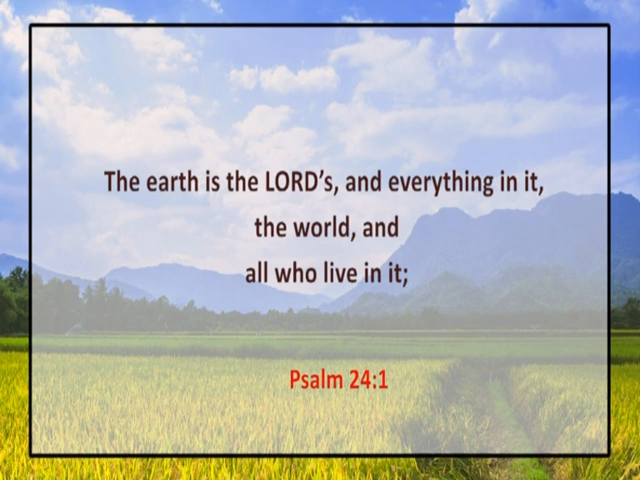 The earth is the LORD’s, and everything in it,
the world, and
all who live in it;
Psalm 24:1